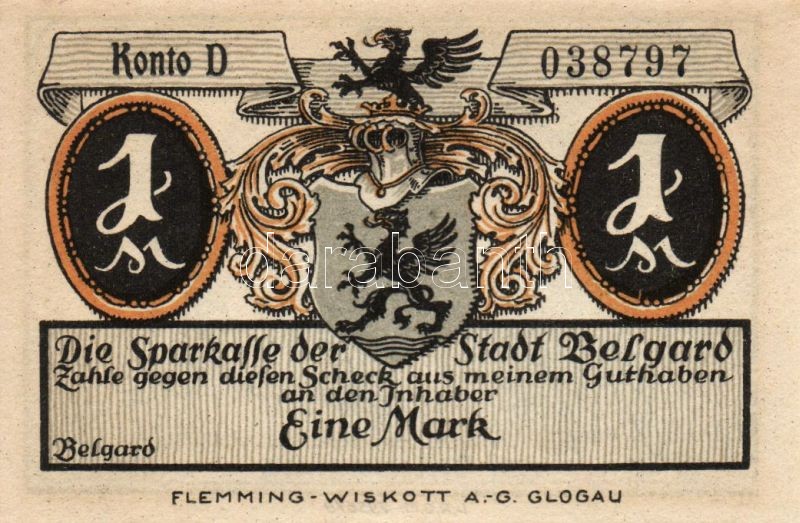 Konto D
038797
1 M
1 M
darabanth
Die Sparkasse der Stadt Belgard
Zahle gegen diesen Scheck aus meinem Guthaben
an den Inhaber
Eine Mark
Belgard
FLEMMING-WISKOTT A.-G. GLOGAU